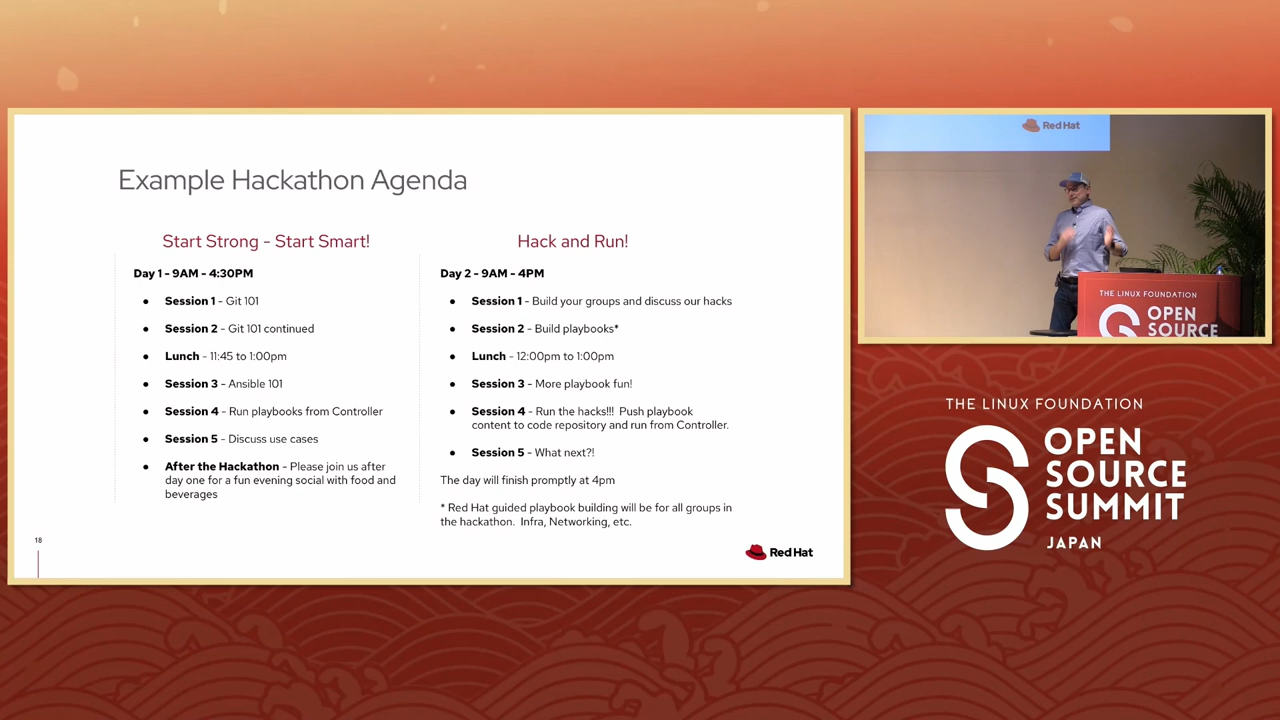 Example Hackathon Agenda
Start Strong - Start Smart!
Day 1 - 9AM - 4:30PM
● Session 1 - Git 101
● Session 2 - Git 101 continued
● Lunch - 11:45 to 1:00pm
● Session 3 - Ansible 101
● Session 4 - Run playbooks from Controller
● Session 5 - Discuss use cases
● After the Hackathon - Please join us after
day one for a fun evening social with food and
beverages
Hack and Run!
Day 2 - 9AM - 4PM
● Session 1 - Build your groups and discuss our hacks
● Session 2 - Build playbooks*
● Lunch - 12:00pm to 1:00pm
● Session 3 - More playbook fun!
● Session 4 - Run the hacks!!! Push playbook
content to code repository and run from Controller.
● Session 5 - What next?!
The day will finish promptly at 4pm
* Red Hat guided playbook building will be for all groups in
the hackathon. Infra, Networking, etc.
18
Red Hat
Red Hat
THE LINUX FOUNDATION
OPEN
SOURCE
THE LINUX FOUNDATION
OPEN
SOURCE
SUMMIT
JAPAN